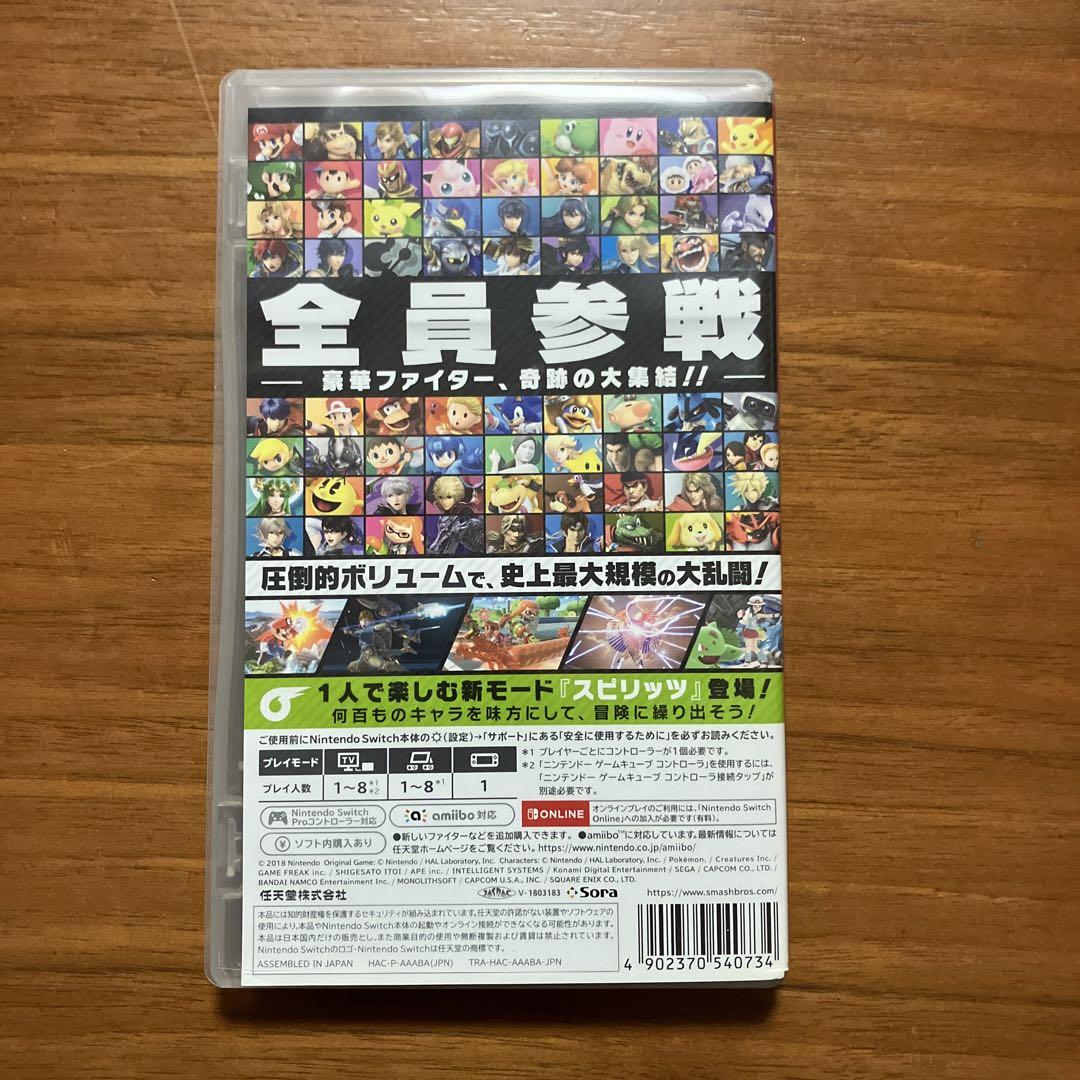 全員参戦
豪華ファイター、奇跡の大集結!!
圧倒的ボリュームで、史上最大規模の大乱闘!
1人で楽しむ新モード『スピリッツ』登場!
何百ものキャラを味方にして、冒険に繰り出そう!
ご使用前にNintendo Switch本体の(設定)→「サポート」にある「安全に使用するために」を必ずお読みください。
プレイモード TV
プレイ人数 1~8 *1 *2 1~8 *1 1
*1 プレイヤーごとにコントローラーが1個必要です。
*2 「ニンテンドー ゲームキューブ コントローラ」を使用するには、
「ニンテンドー ゲームキューブ コントローラ接続タップ」が
別途必要です。
Nintendo Switch
Proコントローラー対応
amiibo 対応
ONLINE
オンラインプレイのご利用には、「Nintendo Switch
Online」への加入が必要です(有料)。
ソフト内購入あり
●新しいファイターなどを追加購入できます。 ●amiibo™に対応しています。最新情報については
任天堂ホームページをご覧ください。https://www.nintendo.co.jp/amiibo/
© 2018 Nintendo Original Game: © Nintendo / HAL Laboratory, Inc. Characters: © Nintendo / HAL Laboratory, Inc. / Pokémon. / Creatures Inc. /
GAME FREAK inc. / SHIGESATO ITOI / APE inc. / INTELLIGENT SYSTEMS / Konami Digital Entertainment / SEGA / CAPCOM CO., LTD. /
BANDAI NAMCO Entertainment Inc. / MONOLITHSOFT / CAPCOM U.S.A., INC. / SQUARE ENIX CO., LTD.
任天堂株式会社
JASRAC V-1803183 Sora https://www.smashbros.com/
本品には知的財産権を保護するセキュリティが組み込まれています。任天堂の許諾がない装置やソフトウェアの
使用により、本品やNintendo Switch本体の起動やオンライン接続ができなくなる可能性があります。
本品は日本国内だけの販売とし、また商業目的の使用や無断複製および賃貸は禁止されています。
Nintendo Switchのロゴ・Nintendo Switchは任天堂の商標です。
ASSEMBLED IN JAPAN HAC-P-AAABA(JPN) TRA-HAC-AAABA-JPN
4 902370 540734